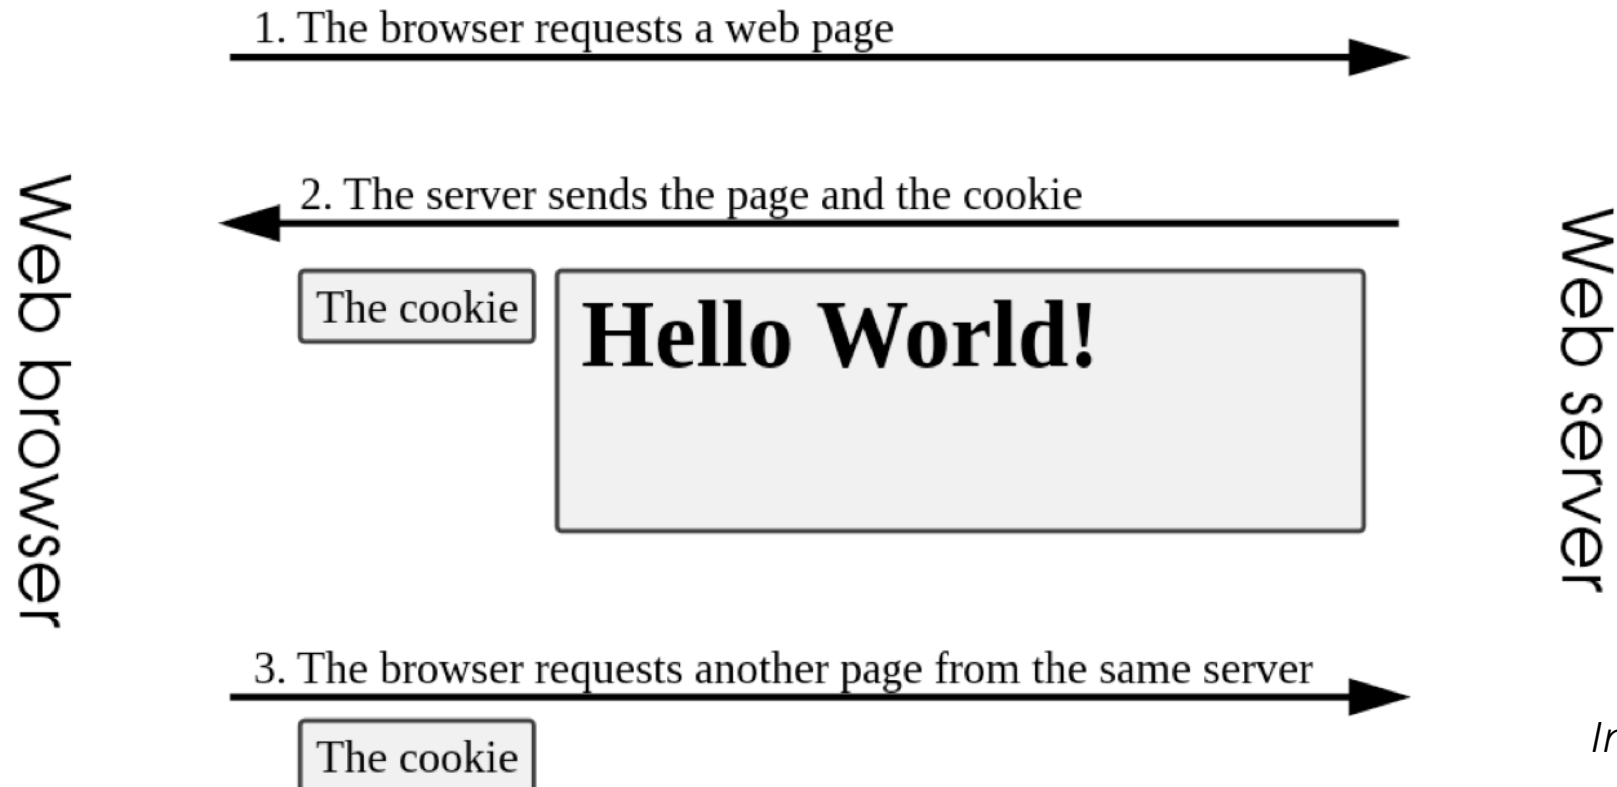 1. The browser requests a web page
2. The server sends the page and the cookie
The cookie
Hello World!
Web browser
Web server
3. The browser requests another page from the same server
The cookie